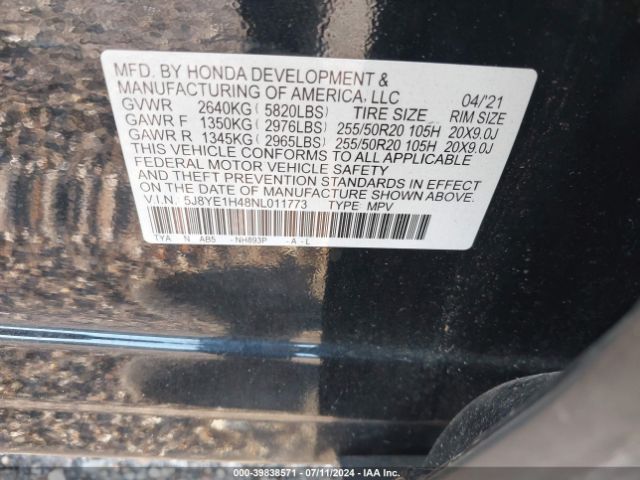 MFD. BY HONDA DEVELOPMENT &
MANUFACTURING OF AMERICA, LLC 04/'21
GVWR 2640KG ( 5820LBS) TIRE SIZE RIM SIZE
GAWR F 1350KG ( 2976LBS) 255/50R20 105H 20X9.0J
GAWR R 1345KG ( 2965LBS) 255/50R20 105H 20X9.0J
THIS VEHICLE CONFORMS TO ALL APPLICABLE
FEDERAL MOTOR VEHICLE SAFETY
AND THEFT PREVENTION STANDARDS IN EFFECT
ON THE DATE OF MANUFACTURE SHOWN ABOVE.
V.I.N. 5J8YE1H48NL011773 TYPE: MPV
TYA N AB5 -NH893P -A - L
000-39838571 - 07/11/2024 - IAA Inc.